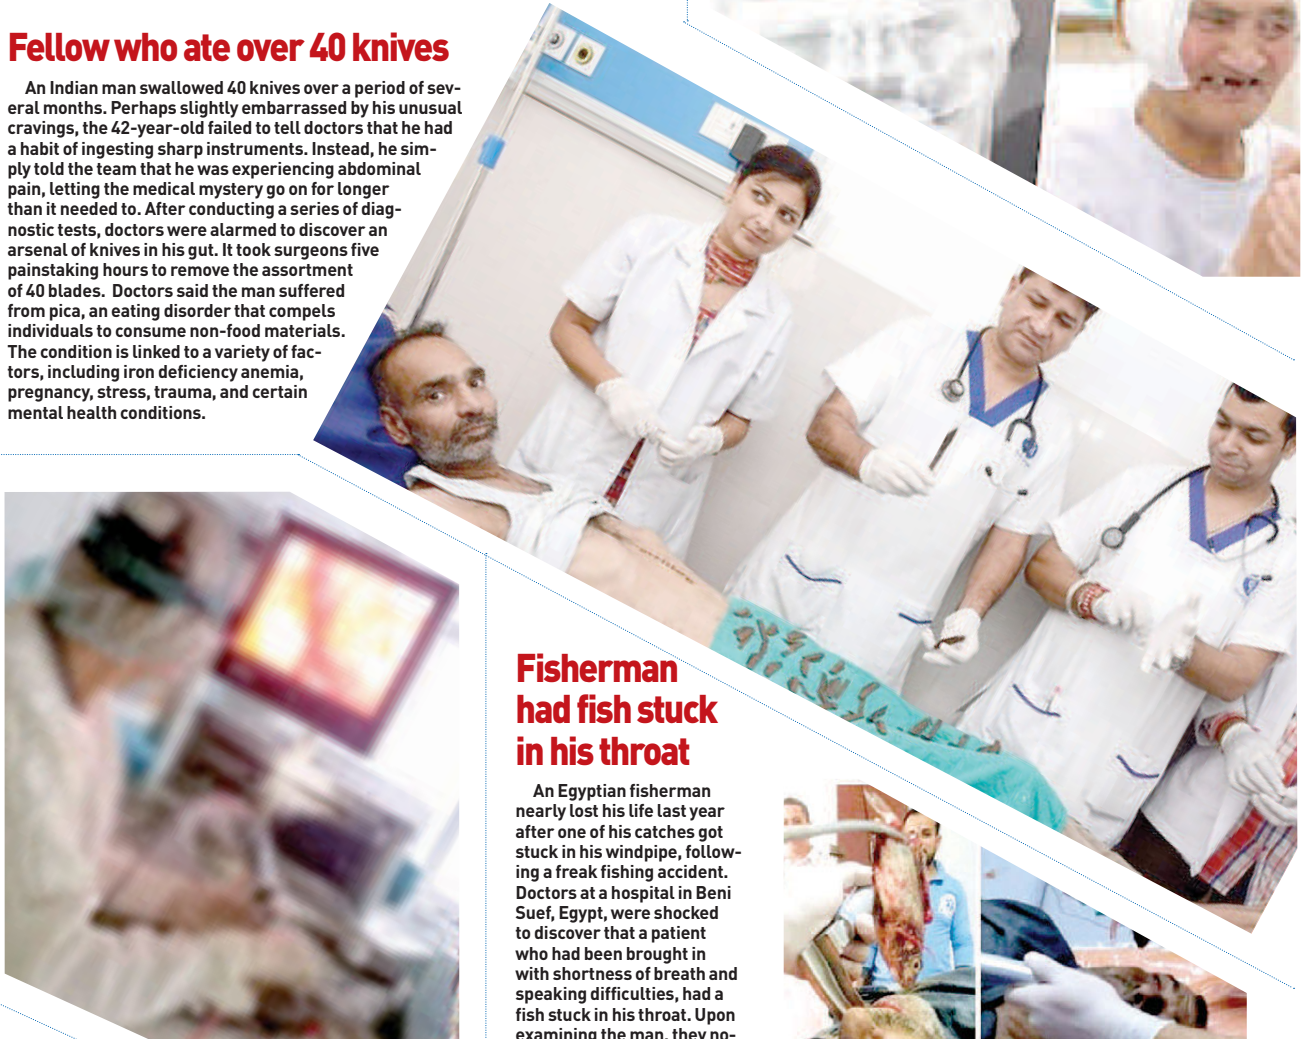 Fellow who ate over 40 knives
An Indian man swallowed 40 knives over a period of sev-
eral months. Perhaps slightly embarrassed by his unusual
cravings, the 42-year-old failed to tell doctors that he had
a habit of ingesting sharp instruments. Instead, he sim-
ply told the team that he was experiencing abdominal
pain, letting the medical mystery go on for longer
than it needed to. After conducting a series of diag-
nostic tests, doctors were alarmed to discover an
arsenal of knives in his gut. It took surgeons five
painstaking hours to remove the assortment
of 40 blades. Doctors said the man suffered
from pica, an eating disorder that compels
individuals to consume non-food materials.
The condition is linked to a variety of fac-
tors, including iron deficiency anemia,
pregnancy, stress, trauma, and certain
mental health conditions.
Fisherman
had fish stuck
in his throat
An Egyptian fisherman
nearly lost his life last year
after one of his catches got
stuck in his windpipe, follow-
ing a freak fishing accident.
Doctors at a hospital in Beni
Suef, Egypt, were shocked
to discover that a patient
who had been brought in
with shortness of breath and
speaking difficulties, had a
fish stuck in his throat. Upon
examining the man, they no-